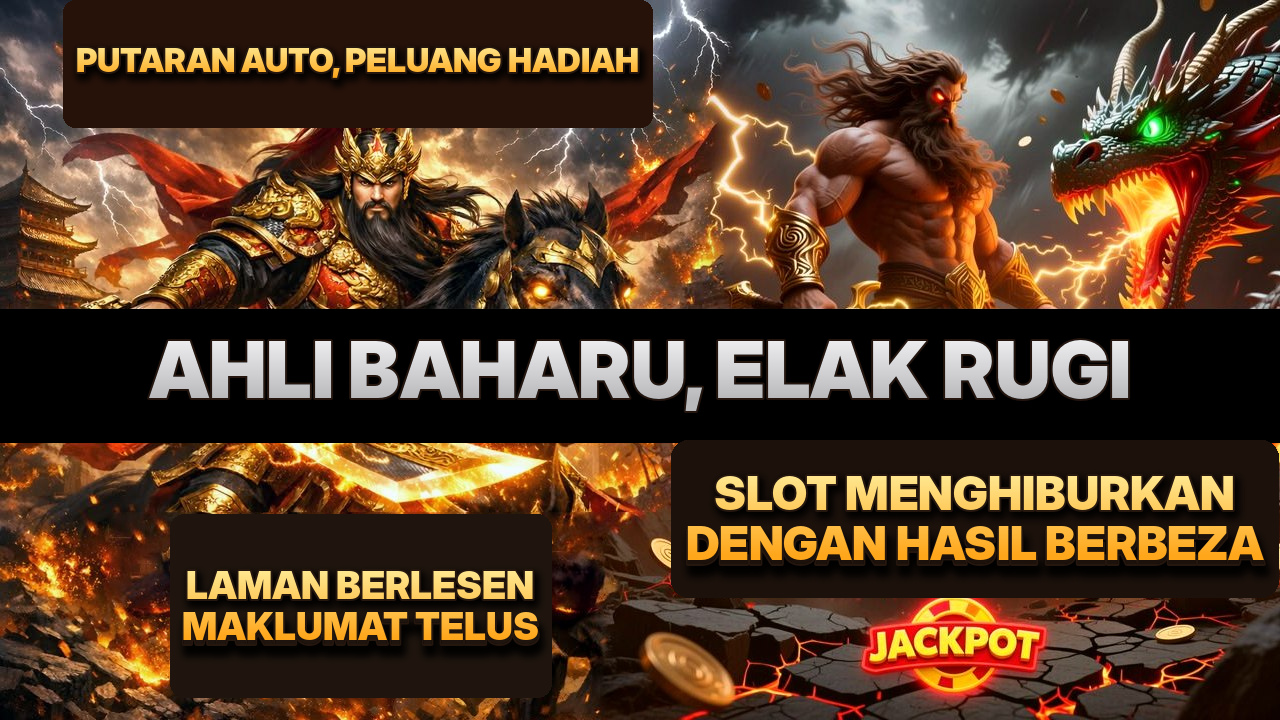 PUTARAN AUTO, PELUANG HADIAH
AHLI BAHARU, ELAK RUGI
SLOT MENGHIBURKAN
DENGAN HASIL BERBEZA
LAMAN BERLESEN
MAKLUMAT TELUS
JACKPOT